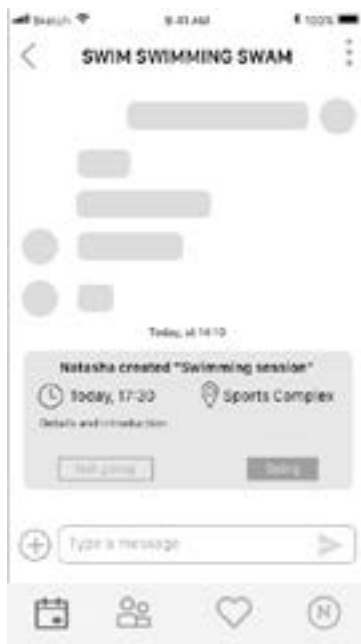 9:41 AM 100%
SWIM SWIMMING SWAM
Today, at 14:10
Natasha created "Swimming session"
Today, 17:30 Sports Complex
Details and introduction
Not going Going
Type a message
N